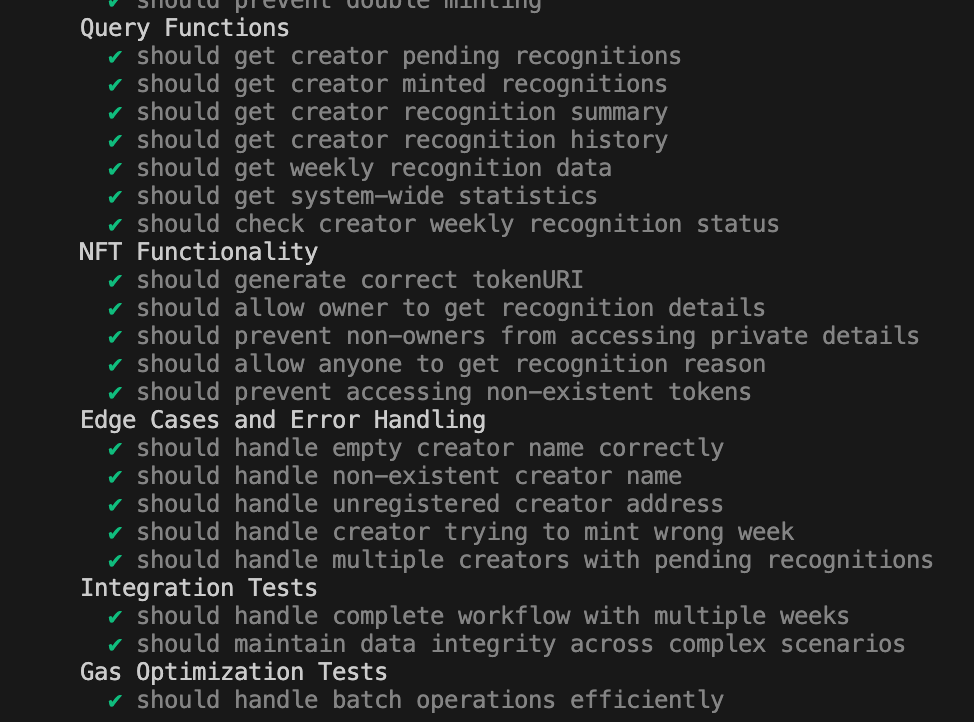 ✔ should prevent double minting
Query Functions
✔ should get creator pending recognitions
✔ should get creator minted recognitions
✔ should get creator recognition summary
✔ should get creator recognition history
✔ should get weekly recognition data
✔ should get system-wide statistics
✔ should check creator weekly recognition status
NFT Functionality
✔ should generate correct tokenURI
✔ should allow owner to get recognition details
✔ should prevent non-owners from accessing private details
✔ should allow anyone to get recognition reason
✔ should prevent accessing non-existent tokens
Edge Cases and Error Handling
✔ should handle empty creator name correctly
✔ should handle non-existent creator name
✔ should handle unregistered creator address
✔ should handle creator trying to mint wrong week
✔ should handle multiple creators with pending recognitions
Integration Tests
✔ should handle complete workflow with multiple weeks
✔ should maintain data integrity across complex scenarios
Gas Optimization Tests
✔ should handle batch operations efficiently